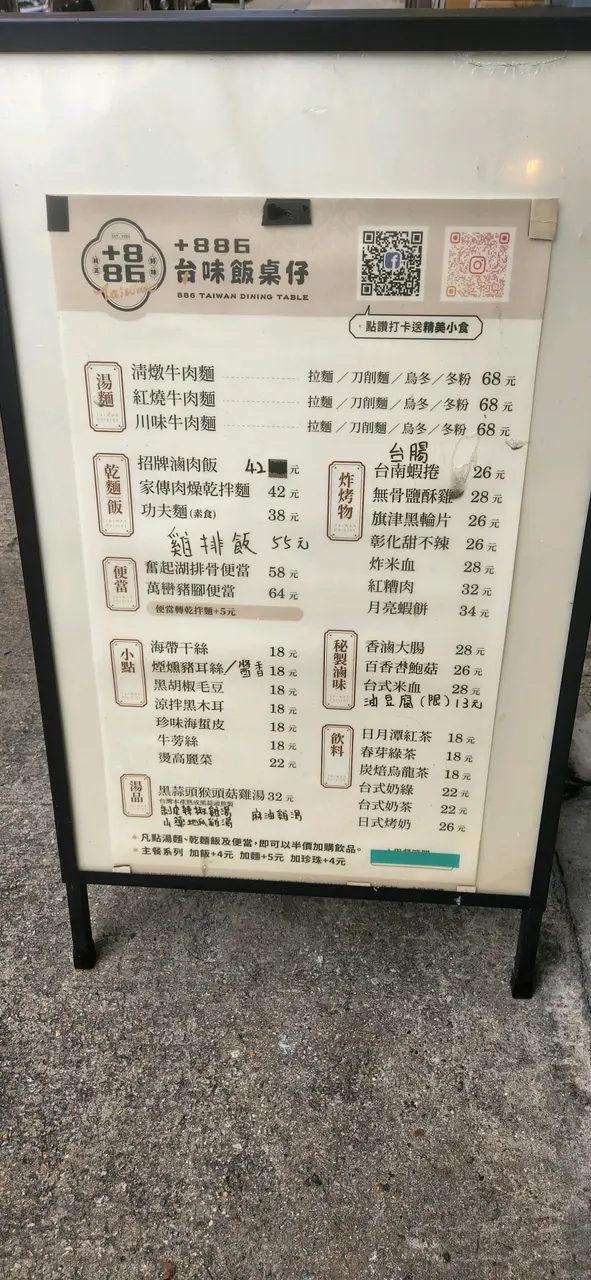 +886
+886
台味飯桌仔
886 TAIWAN DINING TABLE
點讚打卡送精美小食
湯麵
清燉牛肉麵 拉麵／刀削麵／烏冬／冬粉 68元
紅燒牛肉麵 拉麵／刀削麵／烏冬／冬粉 68元
川味牛肉麵 拉麵／刀削麵／烏冬／冬粉 68元
乾麵飯
招牌滷肉飯 42元
家傳肉燥乾拌麵 42元
功夫麵(素食) 38元
雞排飯 55元
便當
奮起湖排骨便當 58元
萬巒豬腳便當 64元
便當轉乾拌麵+5元
炸烤物
台腸
台南蝦捲 26元
無骨鹽酥雞 28元
旗津黑輪片 26元
彰化甜不辣 26元
炸米血 28元
紅糟肉 32元
月亮蝦餅 34元
小點
海帶干絲 18元
煙燻豬耳絲/醬香 18元
黑胡椒毛豆 18元
涼拌黑木耳 18元
珍味海蜇皮 18元
牛蒡絲 18元
燙高麗菜 22元
秘製滷味
香滷大腸 28元
百香杏鮑菇 26元
台式米血 28元
油豆腐(限)13元
飲料
日月潭紅茶 18元
春芽綠茶 18元
炭焙烏龍茶 18元
台式奶綠 22元
台式奶茶 22元
日式烤奶 26元
湯品
黑蒜頭猴頭菇雞湯 32元
剝皮辣椒雞湯 麻油雞湯
凡點湯麵、乾麵飯及便當，即可以半價加購飲品。
主餐系列 加飯+4元 加麵+5元 加珍珠+4元